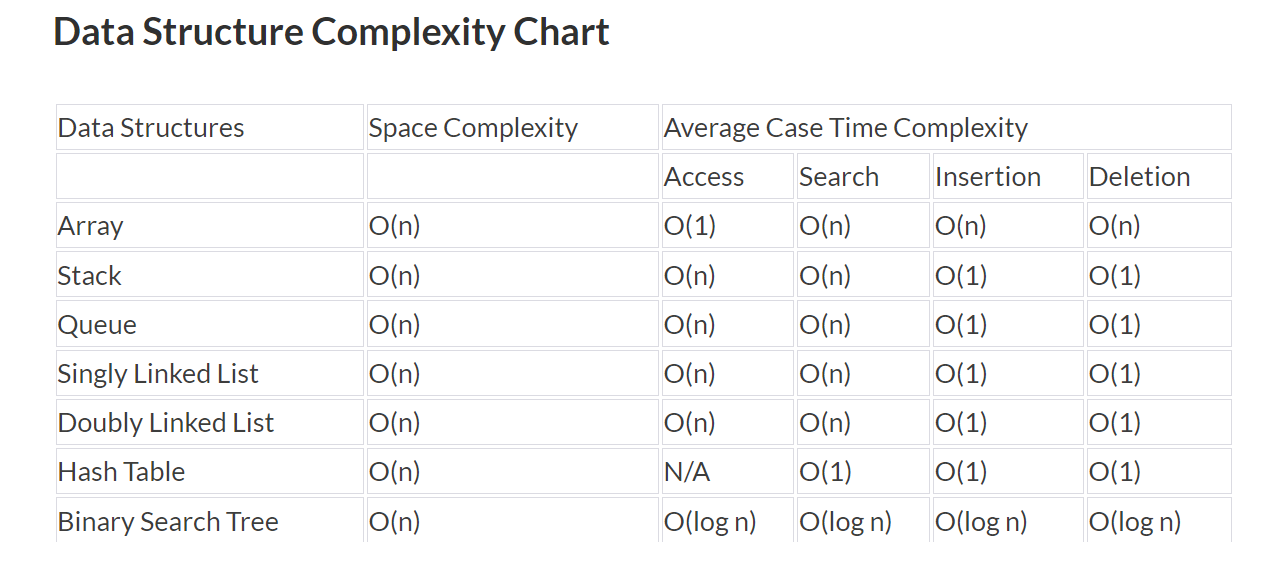 Data Structure Complexity Chart
Data Structures Space Complexity Average Case Time Complexity
Access Search Insertion Deletion
Array O(n) O(1) O(n) O(n) O(n)
Stack O(n) O(n) O(n) O(1) O(1)
Queue O(n) O(n) O(n) O(1) O(1)
Singly Linked List O(n) O(n) O(n) O(1) O(1)
Doubly Linked List O(n) O(n) O(n) O(1) O(1)
Hash Table O(n) N/A O(1) O(1) O(1)
Binary Search Tree O(n) O(log n) O(log n) O(log n) O(log n)